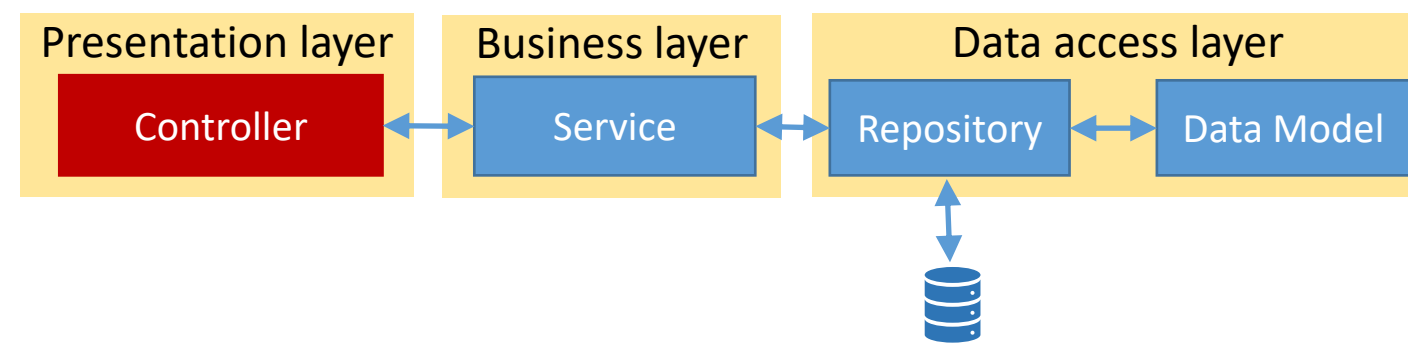 Presentation layer
Business layer
Data access layer
Controller
Service
Repository
Data Model